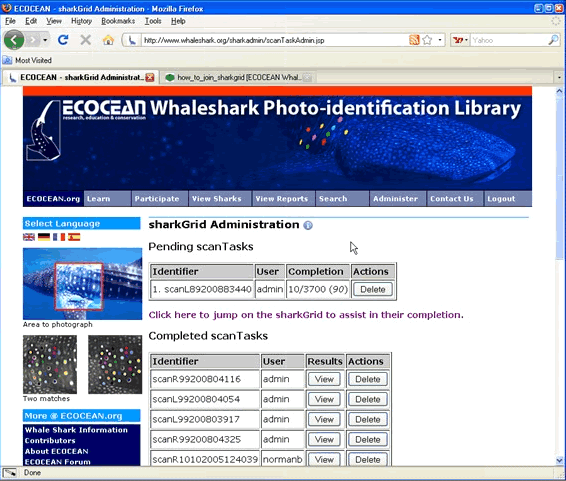 ECOCEAN - sharkGrid Administration - Mozilla Firefox
File Edit View History Bookmarks Tools Help
http://www.whaleshark.org/sharkadmin/scanTaskAdmin.jsp
Yahoo
Most Visited
ECOCEAN - sharkGrid Administrat...
how_to_join_sharkgrid [ECOCEAN Whal...
ECOCEAN Whaleshark Photo-identification Library
research, education & conservation
ECOCEAN.org Learn Participate View Sharks View Reports Search Administer Contact Us Logout
Select Language
Area to photograph
Two matches
More @ ECOCEAN.org
Whale Shark Information
Contributors
About ECOCEAN
ECOCEAN Forum
sharkGrid Administration
Pending scanTasks
Identifier User Completion Actions
1. scanL89200883440 admin 10/3700 (90) Delete
Click here to jump on the sharkGrid to assist in their completion.
Completed scanTasks
Identifier User Results Actions
scanR99200804116 admin View Delete
scanL99200804054 admin View Delete
scanL99200803917 admin View Delete
scanR99200804325 admin View Delete
scanR10102005124039 normanb View Delete
Done